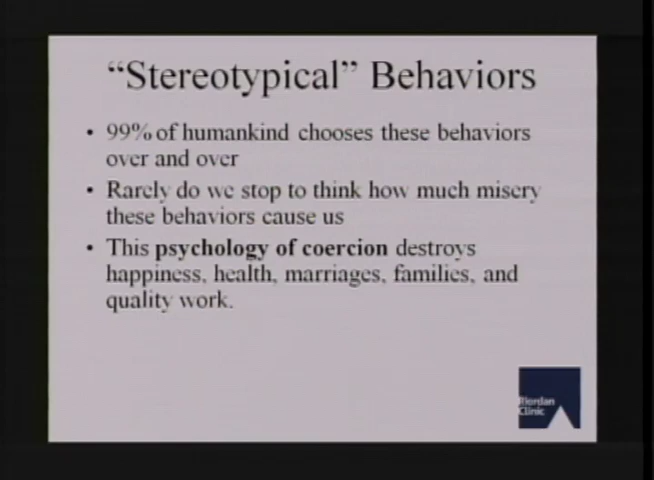 “Stereotypical” Behaviors
• 99% of humankind chooses these behaviors
over and over
• Rarely do we stop to think how much misery
these behaviors cause us
• This psychology of coercion destroys
happiness, health, marriages, families, and
quality work.
Riordan
Clinic